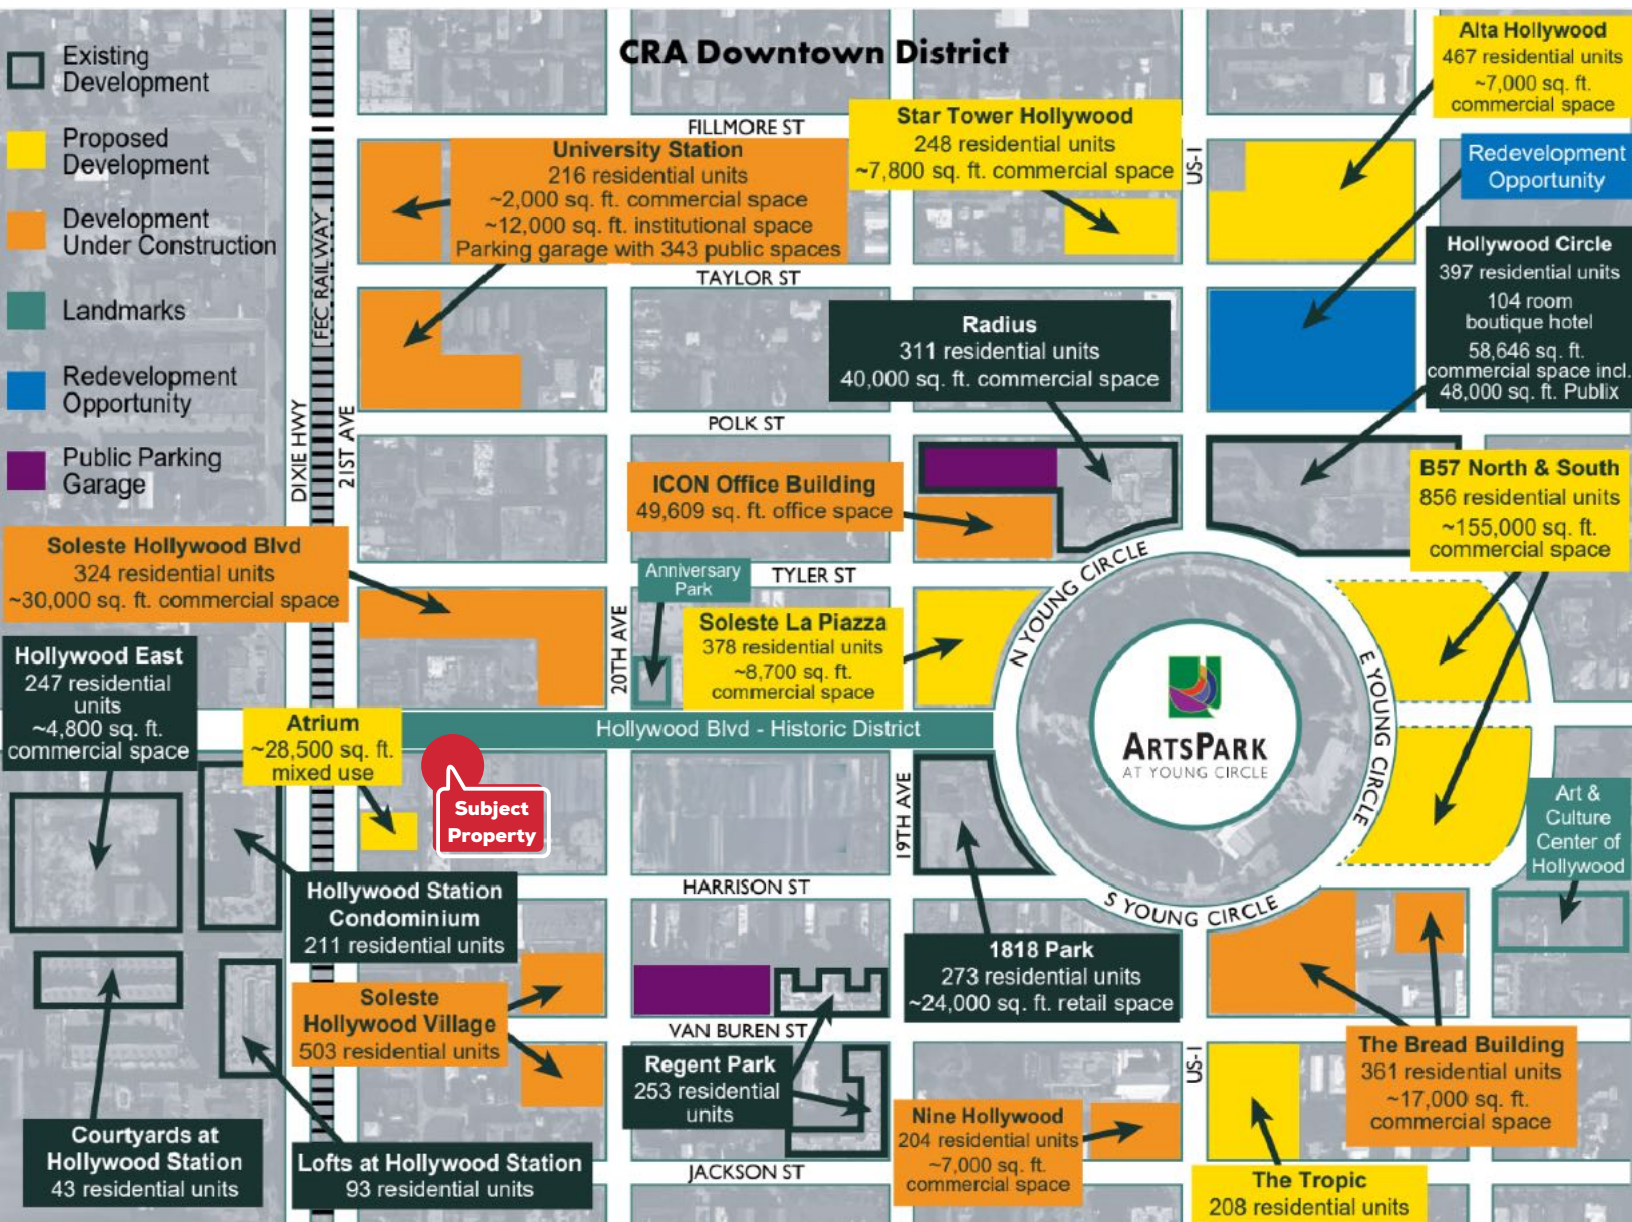 CRA Downtown District
Existing
Development
Proposed
Development
Development
Under Construction
Landmarks
Redevelopment
Opportunity
Public Parking
Garage
Alta Hollywood
467 residential units
~7,000 sq. ft.
commercial space
FILLMORE ST
Star Tower Hollywood
248 residential units
~7,800 sq. ft. commercial space
US-1
Redevelopment
Opportunity
University Station
216 residential units
~2,000 sq. ft. commercial space
~12,000 sq. ft. institutional space
Parking garage with 343 public spaces
FEC RAILWAY
TAYLOR ST
Hollywood Circle
397 residential units
104 room
boutique hotel
58,646 sq. ft.
commercial space incl.
48,000 sq. ft. Publix
Radius
311 residential units
40,000 sq. ft. commercial space
DIXIE HWY
21ST AVE
POLK ST
ICON Office Building
49,609 sq. ft. office space
B57 North & South
856 residential units
~155,000 sq. ft.
commercial space
Soleste Hollywood Blvd
324 residential units
~30,000 sq. ft. commercial space
Anniversary
Park
TYLER ST
N YOUNG CIRCLE
20TH AVE
Soleste La Piazza
378 residential units
~8,700 sq. ft.
commercial space
E YOUNG CIRCLE
Hollywood East
247 residential
units
~4,800 sq. ft.
commercial space
Atrium
~28,500 sq. ft.
mixed use
Hollywood Blvd - Historic District
ARTSPARK
AT YOUNG CIRCLE
Subject
Property
19TH AVE
Art &
Culture
Center of
Hollywood
HARRISON ST
S YOUNG CIRCLE
Hollywood Station
Condominium
211 residential units
1818 Park
273 residential units
~24,000 sq. ft. retail space
Soleste
Hollywood Village
503 residential units
VAN BUREN ST
US-1
Regent Park
253 residential
units
The Bread Building
361 residential units
~17,000 sq. ft.
commercial space
Nine Hollywood
204 residential units
~7,000 sq. ft.
commercial space
Courtyards at
Hollywood Station
43 residential units
Lofts at Hollywood Station
93 residential units
JACKSON ST
The Tropic
208 residential units